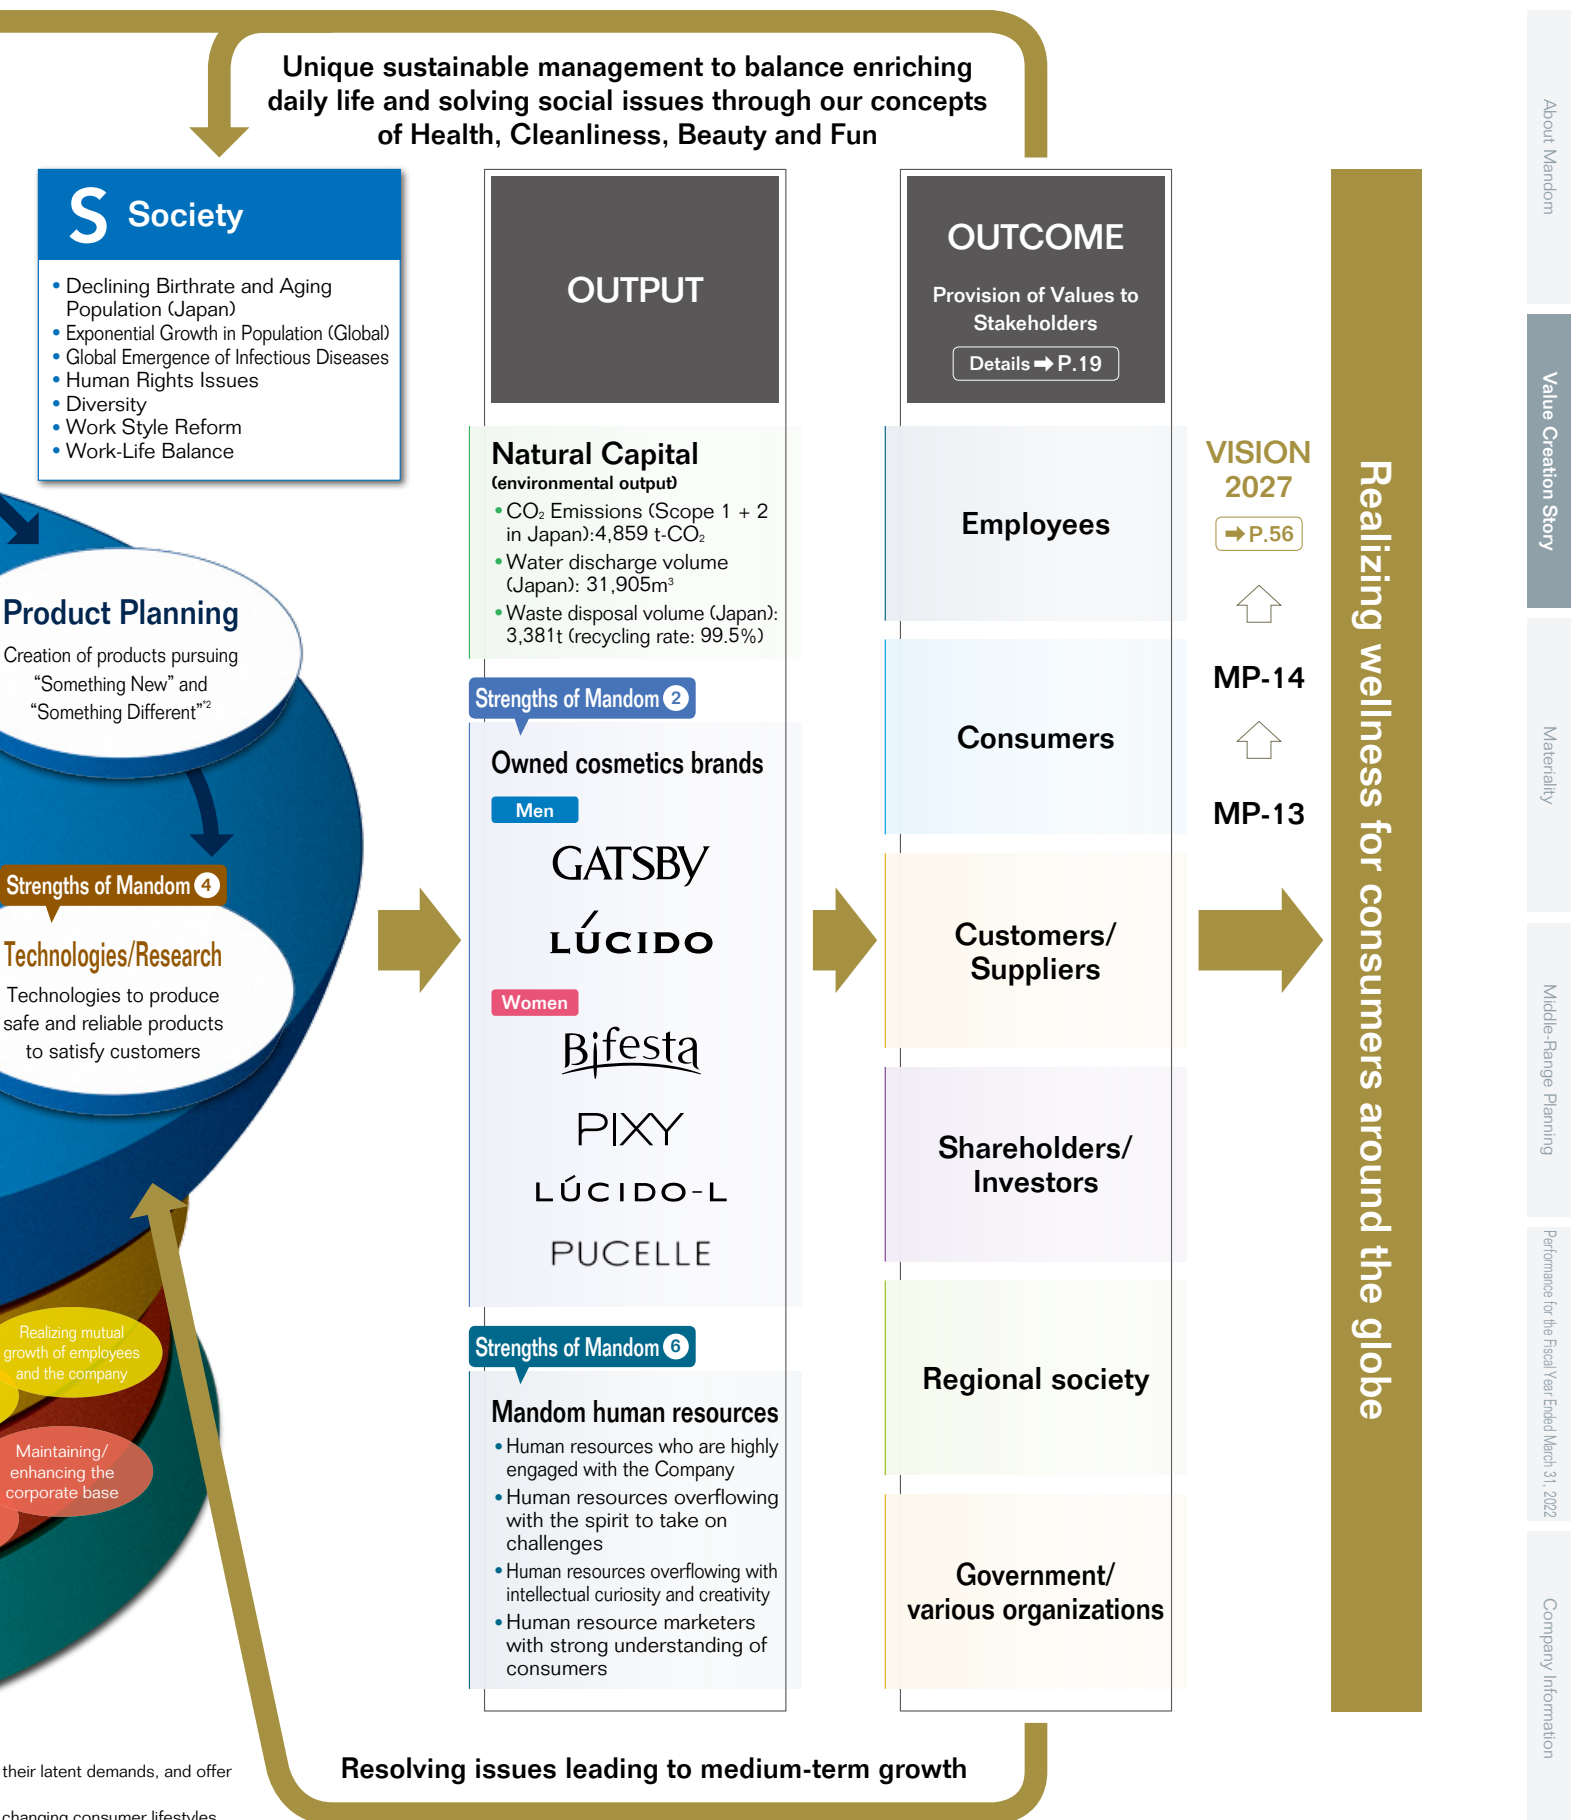 Unique sustainable management to balance enriching
daily life and solving social issues through our concepts
of Health, Cleanliness, Beauty and Fun
S Society
• Declining Birthrate and Aging
Population (Japan)
• Exponential Growth in Population (Global)
• Global Emergence of Infectious Diseases
• Human Rights Issues
• Diversity
• Work Style Reform
• Work-Life Balance
Product Planning
Creation of products pursuing
“Something New” and
“Something Different”*2
Strengths of Mandom 4
Technologies/Research
Technologies to produce
safe and reliable products
to satisfy customers
Realizing mutual
growth of employees
and the company
Maintaining/
enhancing the
corporate base
their latent demands, and offer
changing consumer lifestyles
OUTPUT
Natural Capital
(environmental output)
• CO₂ Emissions (Scope 1 + 2
in Japan):4,859 t-CO₂
• Water discharge volume
(Japan): 31,905m³
• Waste disposal volume (Japan):
3,381t (recycling rate: 99.5%)
Strengths of Mandom 2
Owned cosmetics brands
Men
GATSBY
LÚCIDO
Women
Bifesta
PIXY
LÚCIDO-L
PUCELLE
Strengths of Mandom 6
Mandom human resources
• Human resources who are highly
engaged with the Company
• Human resources overflowing
with the spirit to take on
challenges
• Human resources overflowing with
intellectual curiosity and creativity
• Human resource marketers
with strong understanding of
consumers
OUTCOME
Provision of Values to
Stakeholders
Details ➡ P.19
Employees
Consumers
Customers/
Suppliers
Shareholders/
Investors
Regional society
Government/
various organizations
VISION
2027
➡ P.56
MP-14
MP-13
Realizing wellness for consumers around the globe
Resolving issues leading to medium-term growth
About Mandom
Value Creation Story
Materiality
Middle-Range Planning
Performance for the Fiscal Year Ended March 31, 2022
Company Information